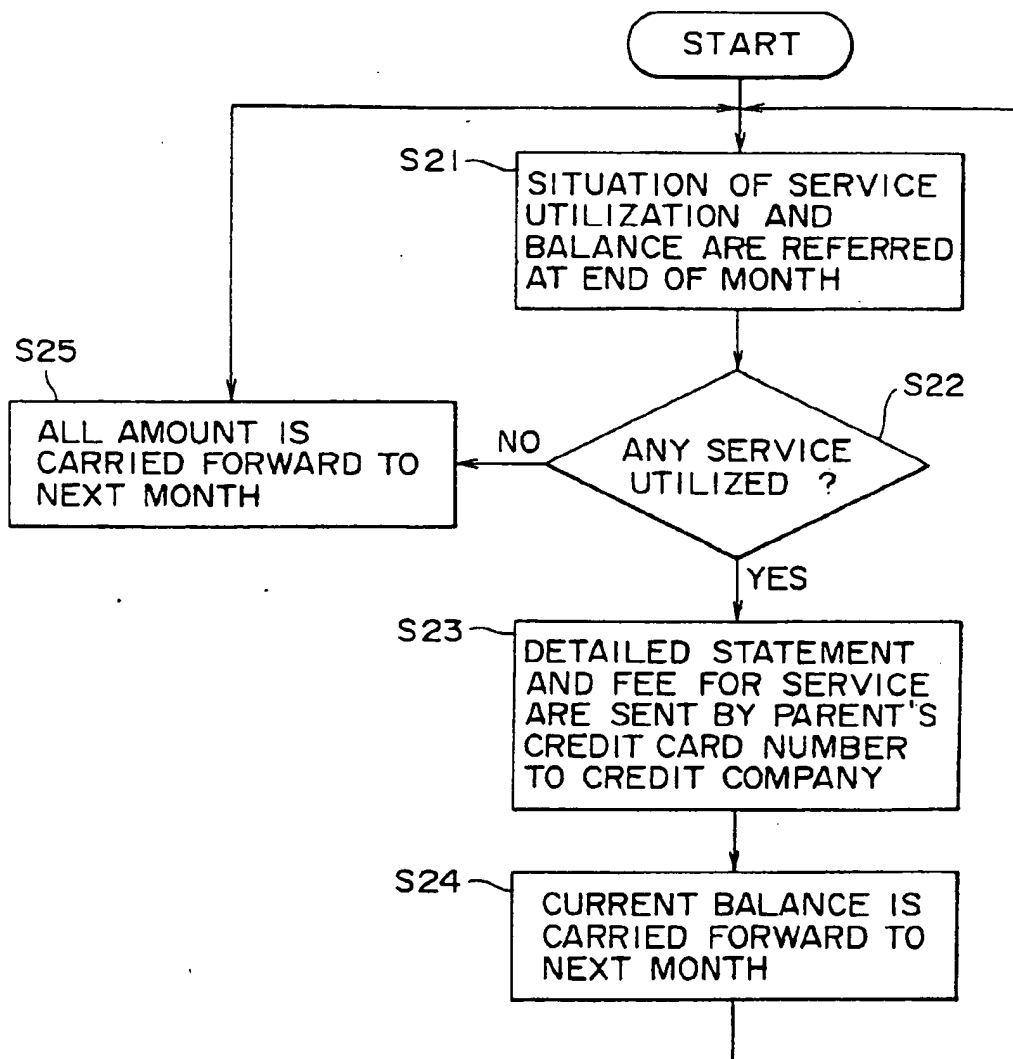 START
S21
SITUATION OF SERVICE
UTILIZATION AND
BALANCE ARE REFERRED
AT END OF MONTH
S25
ALL AMOUNT IS
CARRIED FORWARD TO
NEXT MONTH
NO
S22
ANY SERVICE
UTILIZED ?
YES
S23
DETAILED STATEMENT
AND FEE FOR SERVICE
ARE SENT BY PARENT'S
CREDIT CARD NUMBER
TO CREDIT COMPANY
S24
CURRENT BALANCE IS
CARRIED FORWARD TO
NEXT MONTH